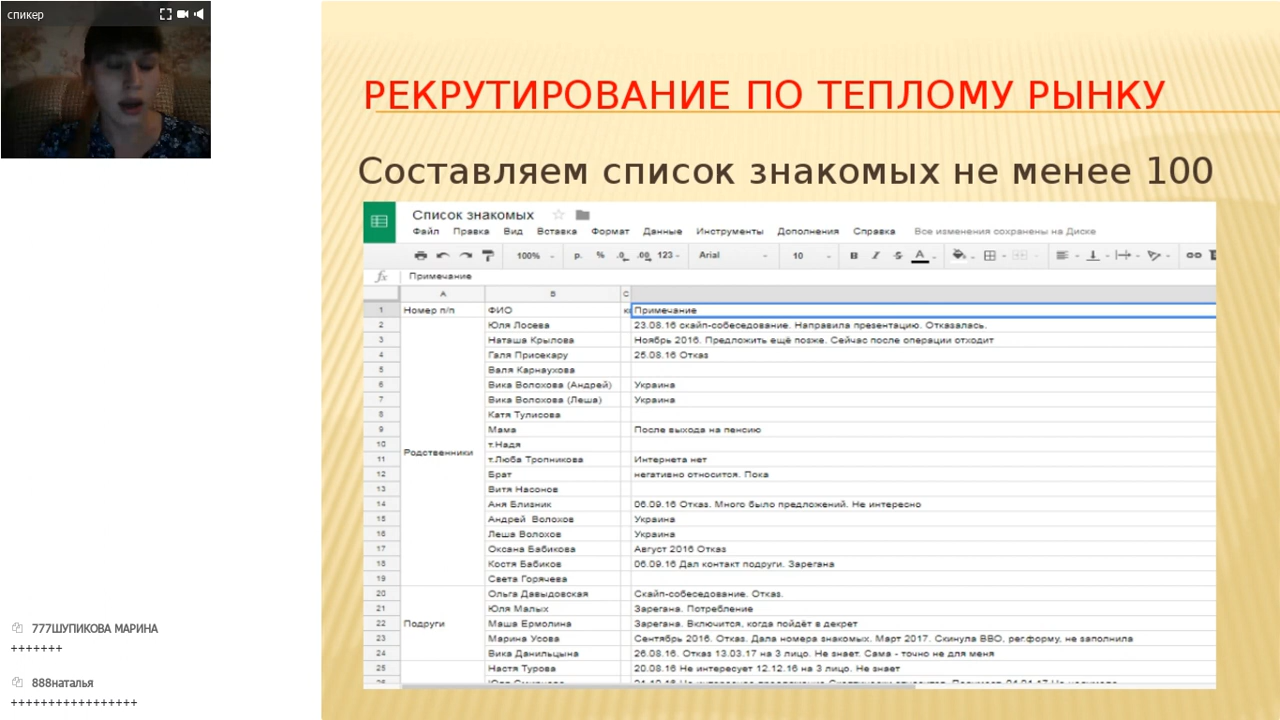 спикер
РЕКРУТИРОВАНИЕ ПО ТЕПЛОМУ РЫНКУ
Составляем список знакомых не менее 100
Список знакомых
Файл Правка Вид Вставка Формат Данные Инструменты Дополнения Справка Все изменения сохранены на Диске
100% р. % .0 .00 123 Arial 10 B I S A
fx Примечание
A B C
1 Номер п/п ФИО Примечание
2 Юля Лосева 23.08.16 скайп-собеседование. Направила презентацию. Отказалась.
3 Наташа Крылова Ноябрь 2016. Предложить ещё позже. Сейчас после операции отходит
4 Галя Присекару 25.08.16 Отказ
5 Валя Карнаухова
6 Вика Волохова (Андрей) Украина
7 Вика Волохова (Леша) Украина
8 Катя Тулисова
9 Мама После выхода на пенсию
10 т.Надя
Родственники
11 т.Люба Тропникова Интернета нет
12 Брат негативно относится. Пока
13 Витя Насонов
14 Аня Близник 06.09.16 Отказ. Много было предложений. Не интересно
15 Андрей Волохов Украина
16 Леша Волохов Украина
17 Оксана Бабикова Август 2016 Отказ
18 Костя Бабиков 06.09.16 Дал контакт подруги. Зарегана
19 Света Горячева
20 Ольга Давыдовская Скайп-собеседование. Отказ.
21 Юля Малых Зарегана. Потребление
22 Подруги Маша Ермолина Зарегана. Включится, когда пойдёт в декрет
23 Марина Усова Сентябрь 2016. Отказ. Дала номера знакомых. Март 2017. Скинула ВВО, рег.форму, не заполнила
24 Вика Данильцына 26.08.16. Отказ 13.03.17 на 3 лицо. Не знает. Сама - точно не для меня
25 Настя Турова 20.08.16 Не интересует 12.12.16 на 3 лицо. Не знает
777ШУПИКОВА МАРИНА
+++++++
888наталья
+++++++++++++++++